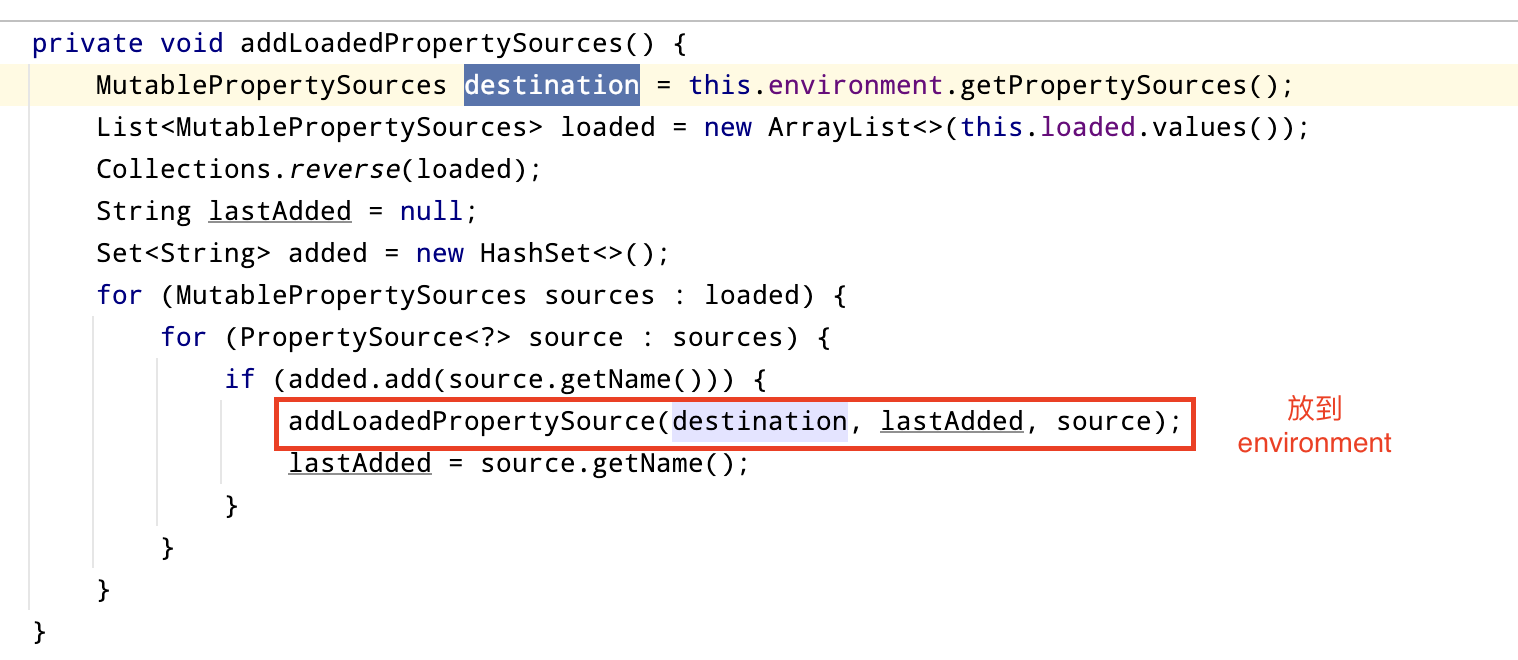 private void addLoadedPropertySources() {
MutablePropertySources destination = this.environment.getPropertySources();
List<MutablePropertySources> loaded = new ArrayList<>(this.loaded.values());
Collections.reverse(loaded);
String lastAdded = null;
Set<String> added = new HashSet<>();
for (MutablePropertySources sources : loaded) {
for (PropertySource<?> source : sources) {
if (added.add(source.getName())) {
addLoadedPropertySource(destination, lastAdded, source);
放到
environment
lastAdded = source.getName();
}
}
}
}